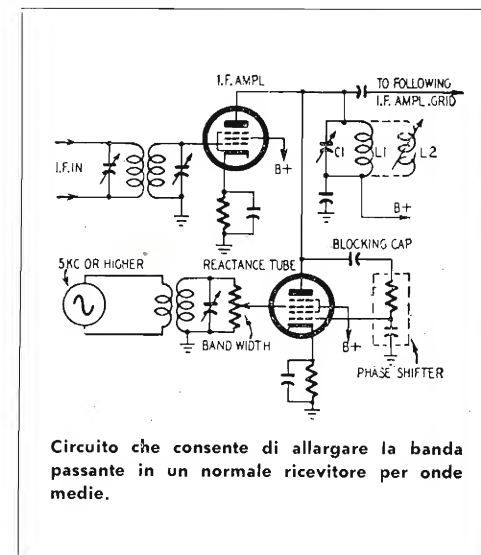 I.F. AMPL
TO FOLLOWING
I.F. AMPL. GRID
I.F. IN
C1
L1
L2
B+
B+
BLOCKING CAP
5KC OR HIGHER
REACTANCE TUBE
BAND WIDTH
B+
PHASE SHIFTER
Circuito che consente di allargare la banda
passante in un normale ricevitore per onde
medie.